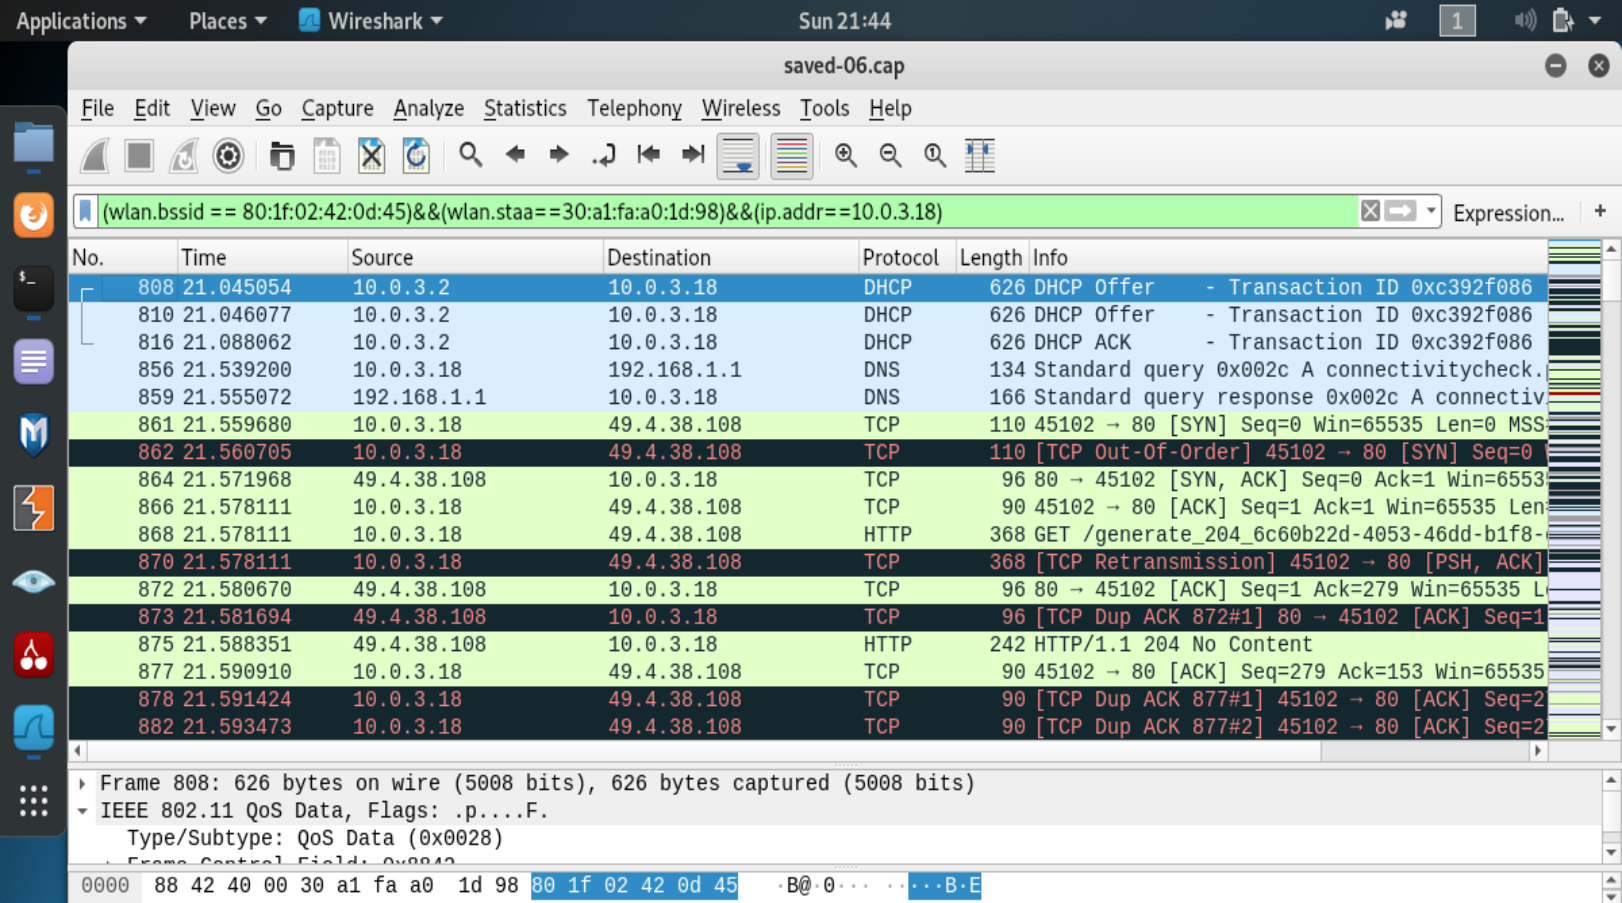 Applications Places Wireshark Sun 21:44 1
saved-06.cap
File Edit View Go Capture Analyze Statistics Telephony Wireless Tools Help
(wlan.bssid == 80:1f:02:42:0d:45)&&(wlan.staa==30:a1:fa:a0:1d:98)&&(ip.addr==10.0.3.18) Expression... +
No. Time Source Destination Protocol Length Info
808 21.045054 10.0.3.2 10.0.3.18 DHCP 626 DHCP Offer - Transaction ID 0xc392f086
810 21.046077 10.0.3.2 10.0.3.18 DHCP 626 DHCP Offer - Transaction ID 0xc392f086
816 21.088062 10.0.3.2 10.0.3.18 DHCP 626 DHCP ACK - Transaction ID 0xc392f086
856 21.539200 10.0.3.18 192.168.1.1 DNS 134 Standard query 0x002c A connectivitycheck.
859 21.555072 192.168.1.1 10.0.3.18 DNS 166 Standard query response 0x002c A connectiv
861 21.559680 10.0.3.18 49.4.38.108 TCP 110 45102 → 80 [SYN] Seq=0 Win=65535 Len=0 MSS
862 21.560705 10.0.3.18 49.4.38.108 TCP 110 [TCP Out-Of-Order] 45102 → 80 [SYN] Seq=0
864 21.571968 49.4.38.108 10.0.3.18 TCP 96 80 → 45102 [SYN, ACK] Seq=0 Ack=1 Win=6553
866 21.578111 10.0.3.18 49.4.38.108 TCP 90 45102 → 80 [ACK] Seq=1 Ack=1 Win=65535 Len
868 21.578111 10.0.3.18 49.4.38.108 HTTP 368 GET /generate_204_6c60b22d-4053-46dd-b1f8-
870 21.578111 10.0.3.18 49.4.38.108 TCP 368 [TCP Retransmission] 45102 → 80 [PSH, ACK]
872 21.580670 49.4.38.108 10.0.3.18 TCP 96 80 → 45102 [ACK] Seq=1 Ack=279 Win=65535 L
873 21.581694 49.4.38.108 10.0.3.18 TCP 96 [TCP Dup ACK 872#1] 80 → 45102 [ACK] Seq=1
875 21.588351 49.4.38.108 10.0.3.18 HTTP 242 HTTP/1.1 204 No Content
877 21.590910 10.0.3.18 49.4.38.108 TCP 90 45102 → 80 [ACK] Seq=279 Ack=153 Win=65535
878 21.591424 10.0.3.18 49.4.38.108 TCP 90 [TCP Dup ACK 877#1] 45102 → 80 [ACK] Seq=2
882 21.593473 10.0.3.18 49.4.38.108 TCP 90 [TCP Dup ACK 877#2] 45102 → 80 [ACK] Seq=2
Frame 808: 626 bytes on wire (5008 bits), 626 bytes captured (5008 bits)
IEEE 802.11 QoS Data, Flags: .p....F.
Type/Subtype: QoS Data (0x0028)
Frame Control Field: 0x8842
0000 88 42 40 00 30 a1 fa a0 1d 98 80 1f 02 42 0d 45 ·B@·0··· ·····B·E